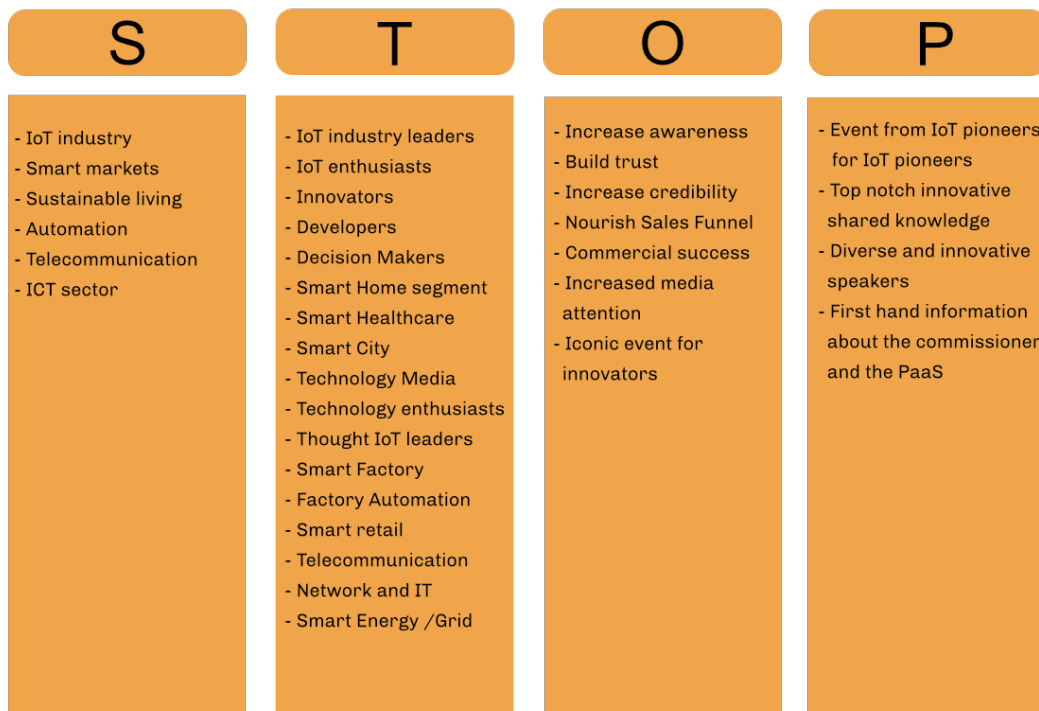 S
- IoT industry
- Smart markets
- Sustainable living
- Automation
- Telecommunication
- ICT sector
T
- IoT industry leaders
- IoT enthusiasts
- Innovators
- Developers
- Decision Makers
- Smart Home segment
- Smart Healthcare
- Smart City
- Technology Media
- Technology enthusiasts
- Thought IoT leaders
- Smart Factory
- Factory Automation
- Smart retail
- Telecommunication
- Network and IT
- Smart Energy /Grid
O
- Increase awareness
- Build trust
- Increase credibility
- Nourish Sales Funnel
- Commercial success
- Increased media
attention
- Iconic event for
innovators
P
- Event from IoT pioneers
for IoT pioneers
- Top notch innovative
shared knowledge
- Diverse and innovative
speakers
- First hand information
about the commissioner
and the PaaS